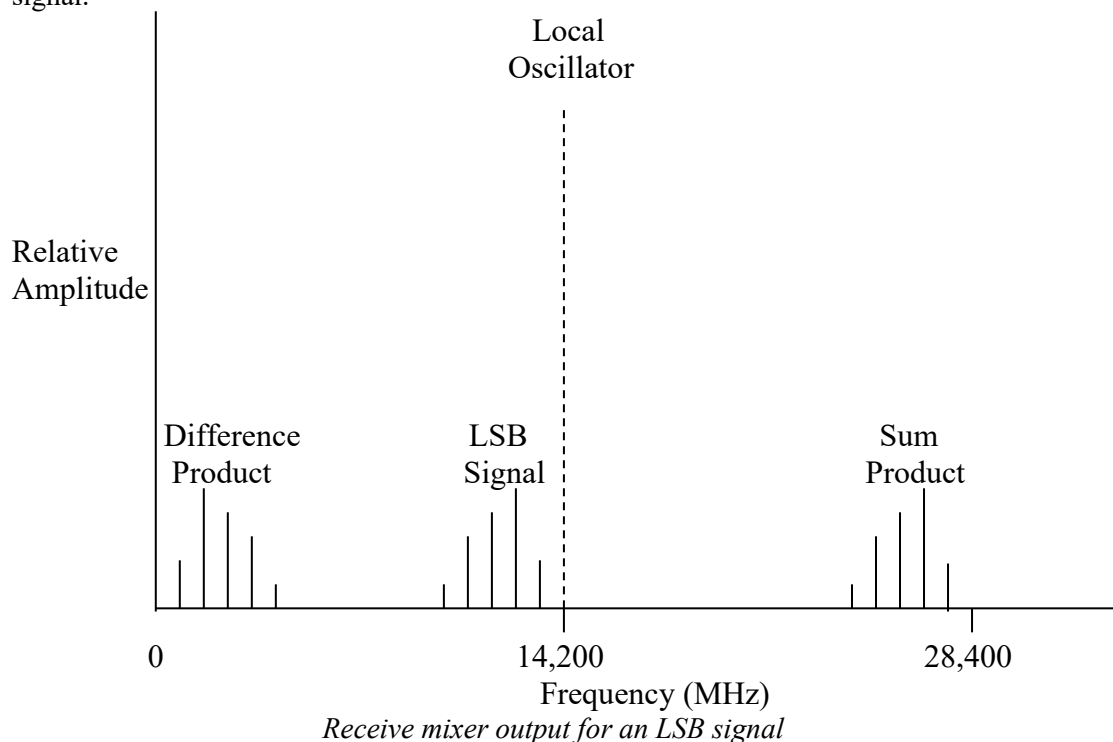 signal.
Local
Oscillator
Relative
Amplitude
Difference
Product
LSB
Signal
Sum
Product
0
14,200
28,400
Frequency (MHz)
Receive mixer output for an LSB signal